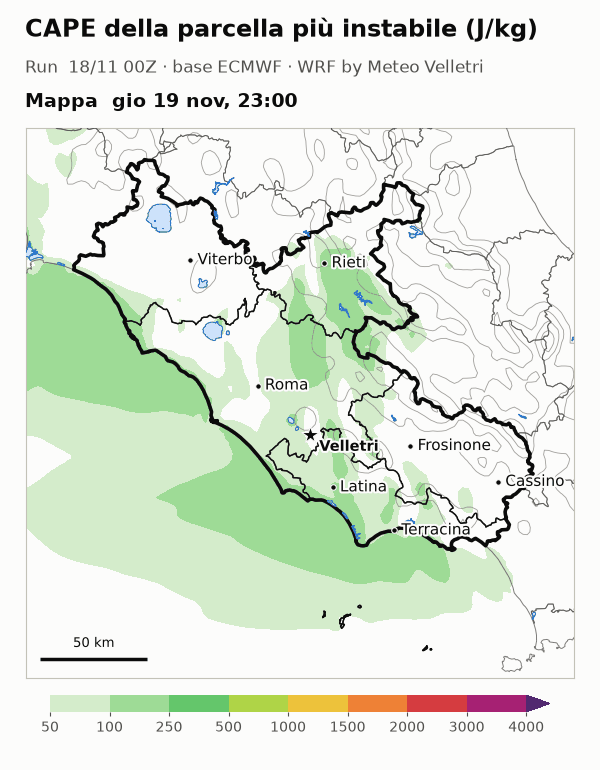 CAPE della parcella più instabile (J/kg)
Run  18/11 00Z · base ECMWF · WRF by Meteo Velletri
Mappa  gio 19 nov, 23:00
Viterbo
Rieti
Roma
Velletri
Frosinone
Cassino
Latina
Terracina
50 km
50 100 250 500 1000 1500 2000 3000 4000